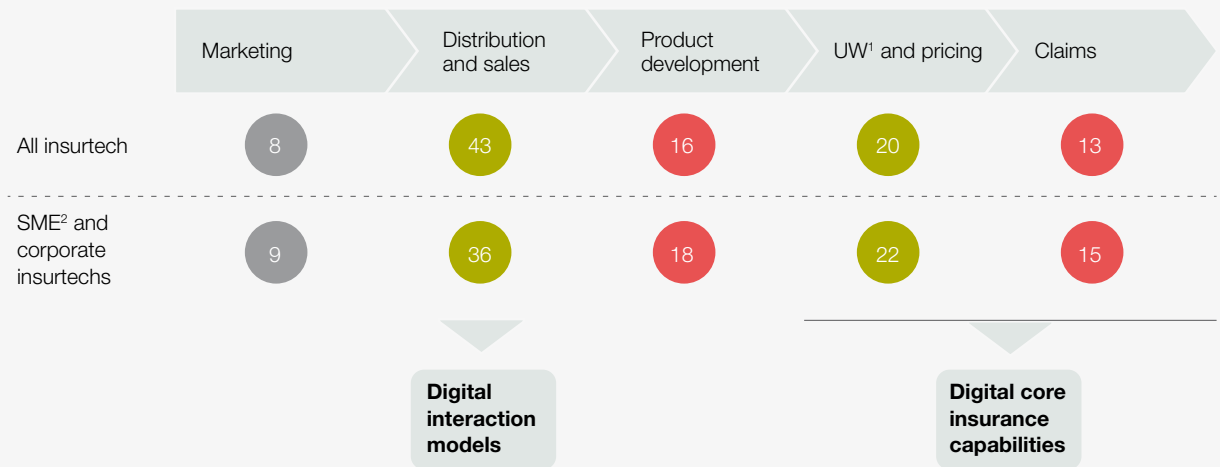 Marketing
Distribution
and sales
Product
development
UW¹ and pricing
Claims
All insurtech
8
43
16
20
13
SME² and
corporate
insurtechs
9
36
18
22
15
Digital
interaction
models
Digital core
insurance
capabilities